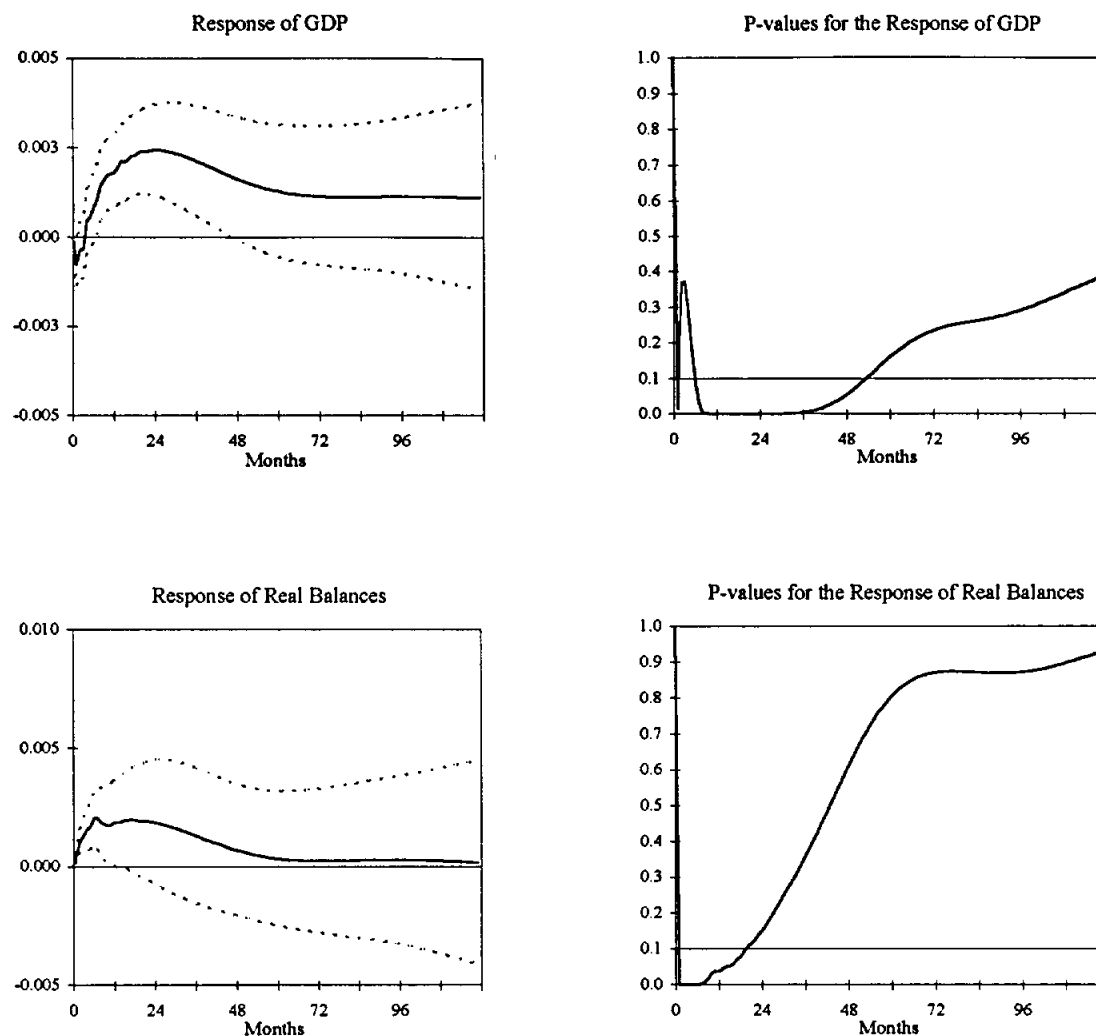 Response of GDP
0.005
0.003
0.000
-0.003
-0.005
0 24 48 72 96
Months
P-values for the Response of GDP
1.0
0.9
0.8
0.7
0.6
0.5
0.4
0.3
0.2
0.1
0.0
0 24 48 72 96
Months
Response of Real Balances
0.010
0.005
0.000
-0.005
0 24 48 72 96
Months
P-values for the Response of Real Balances
1.0
0.9
0.8
0.7
0.6
0.5
0.4
0.3
0.2
0.1
0.0
0 24 48 72 96
Months